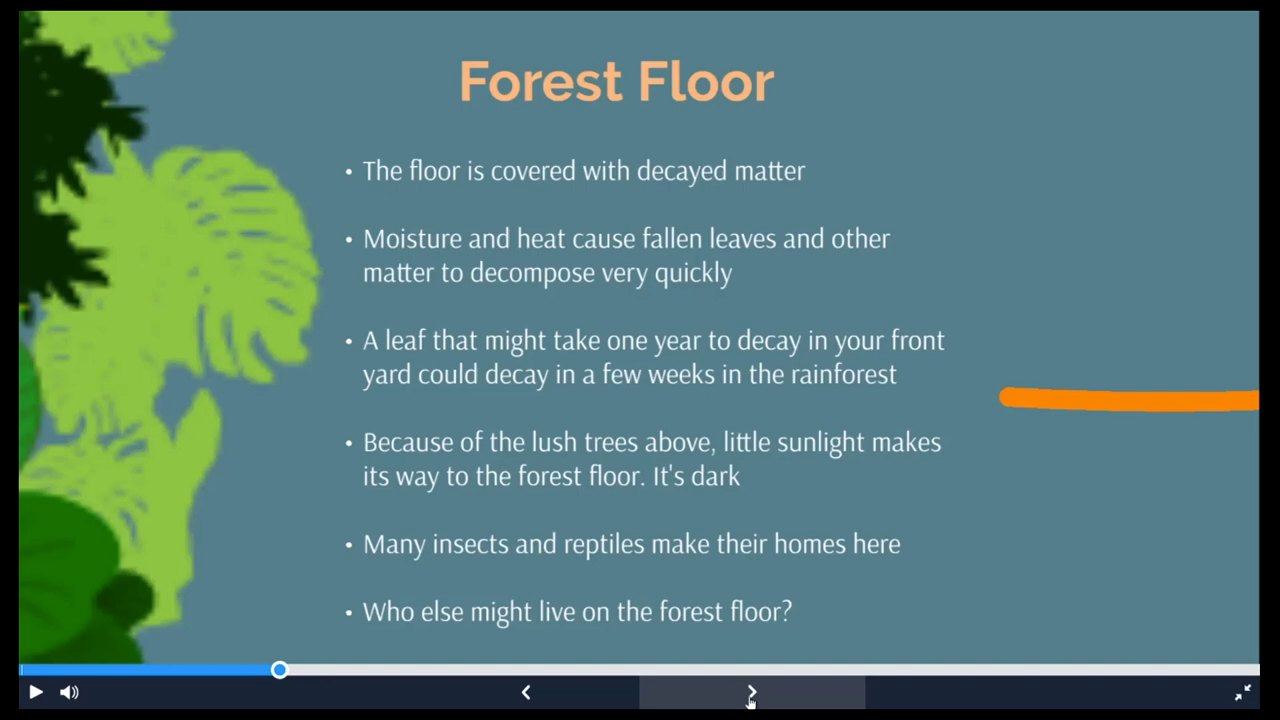 Forest Floor
• The floor is covered with decayed matter
• Moisture and heat cause fallen leaves and other
matter to decompose very quickly
• A leaf that might take one year to decay in your front
yard could decay in a few weeks in the rainforest
• Because of the lush trees above, little sunlight makes
its way to the forest floor. It's dark
• Many insects and reptiles make their homes here
• Who else might live on the forest floor?